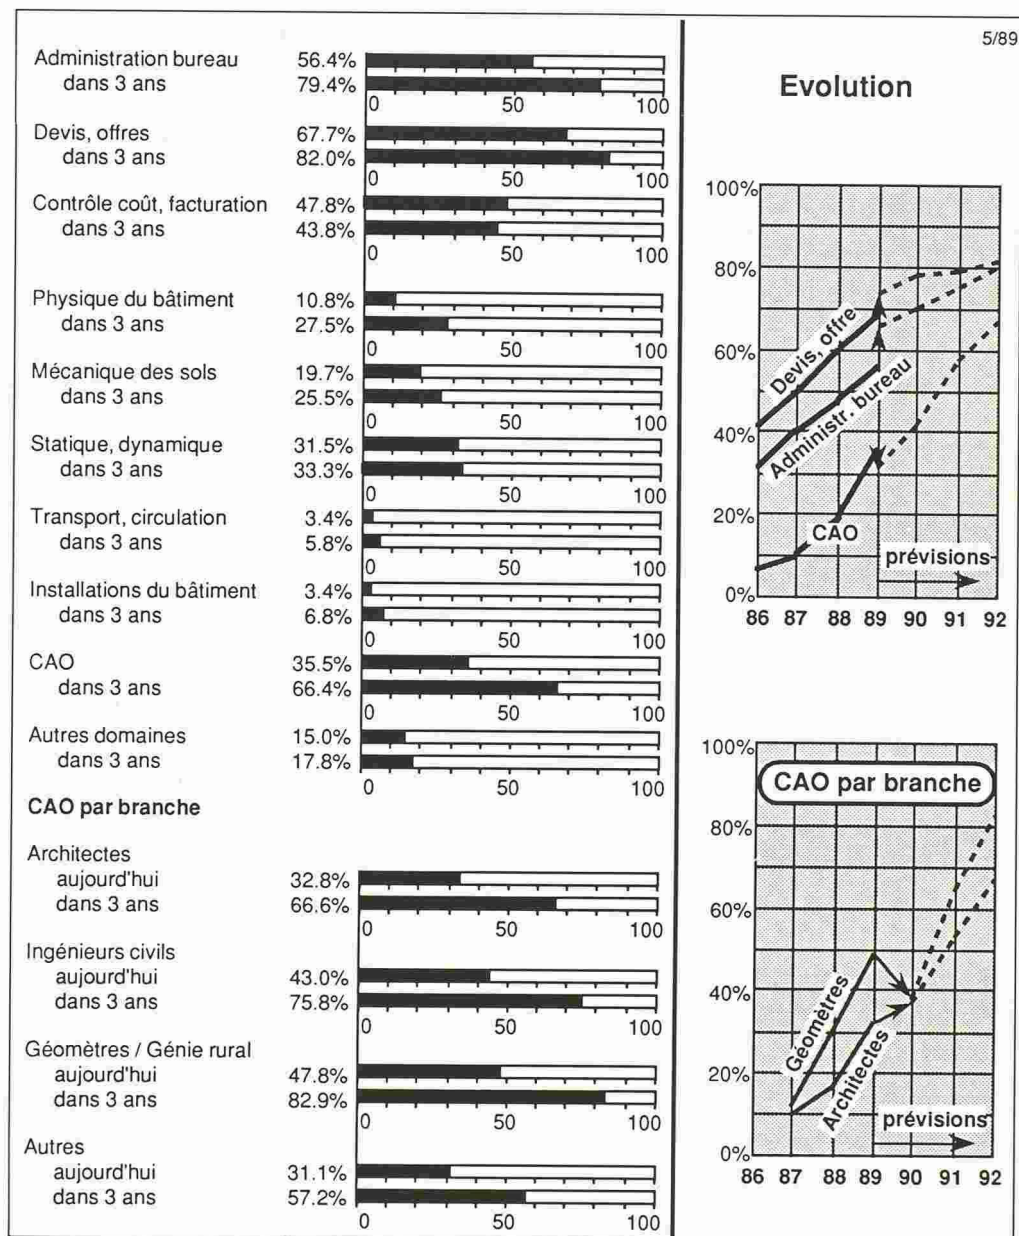 Administration bureau 56.4%
dans 3 ans 79.4%
0 50 100
Devis, offres 67.7%
dans 3 ans 82.0%
0 50 100
Contrôle coût, facturation 47.8%
dans 3 ans 43.8%
0 50 100
Physique du bâtiment 10.8%
dans 3 ans 27.5%
0 50 100
Mécanique des sols 19.7%
dans 3 ans 25.5%
0 50 100
Statique, dynamique 31.5%
dans 3 ans 33.3%
0 50 100
Transport, circulation 3.4%
dans 3 ans 5.8%
0 50 100
Installations du bâtiment 3.4%
dans 3 ans 6.8%
0 50 100
CAO 35.5%
dans 3 ans 66.4%
0 50 100
Autres domaines 15.0%
dans 3 ans 17.8%
0 50 100
CAO par branche
Architectes
aujourd'hui 32.8%
dans 3 ans 66.6%
0 50 100
Ingénieurs civils
aujourd'hui 43.0%
dans 3 ans 75.8%
0 50 100
Géomètres / Génie rural
aujourd'hui 47.8%
dans 3 ans 82.9%
0 50 100
Autres
aujourd'hui 31.1%
dans 3 ans 57.2%
0 50 100
5/89
Evolution
100%
80%
60%
40%
20%
0%
Devis, offre
Administr. bureau
CAO
prévisions
86 87 88 89 90 91 92
100%
CAO par branche
80%
60%
40%
20%
0%
Géomètres
Architectes
prévisions
86 87 88 89 90 91 92